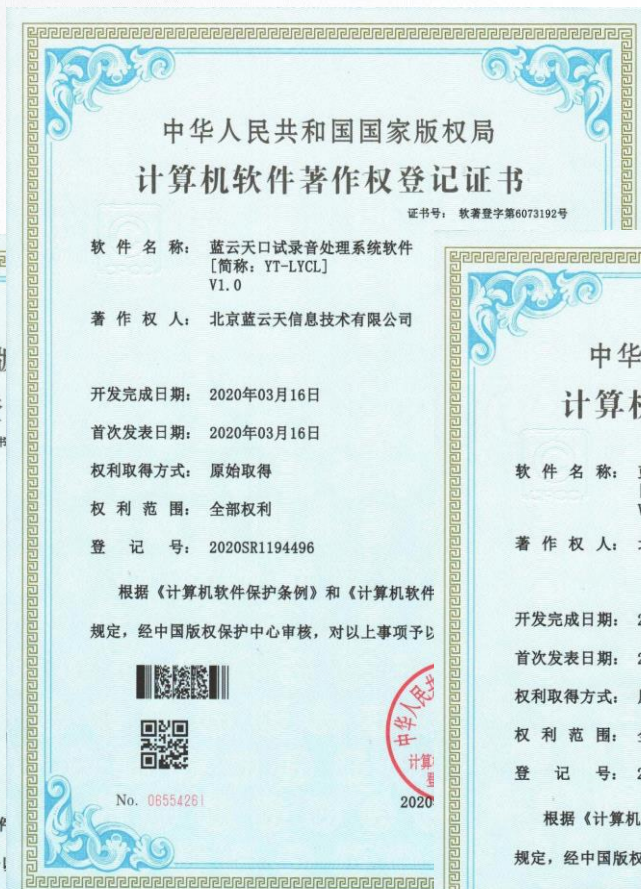 中华人民共和国国家版权局
计算机软件著作权登记证书
证书号: 软著登字第6073192号
软 件 名 称: 蓝云天口试录音处理系统软件
[简称: YT-LYCL]
V1.0
著 作 权 人: 北京蓝云天信息技术有限公司
开发完成日期: 2020年03月16日
首次发表日期: 2020年03月16日
权利取得方式: 原始取得
权 利 范 围: 全部权利
登 记 号: 2020SR1194496
根据《计算机软件保护条例》和《计算机软件
规定,经中国版权保护中心审核,对以上事项予以
中华人民共
计算
No. 06554261
2020
中华
计算机
软 件 名 称:
著 作 权 人:
开发完成日期: 2
首次发表日期: 2
权利取得方式:
权 利 范 围:
登 记 号: 2
根据《计算机
规定,经中国版权